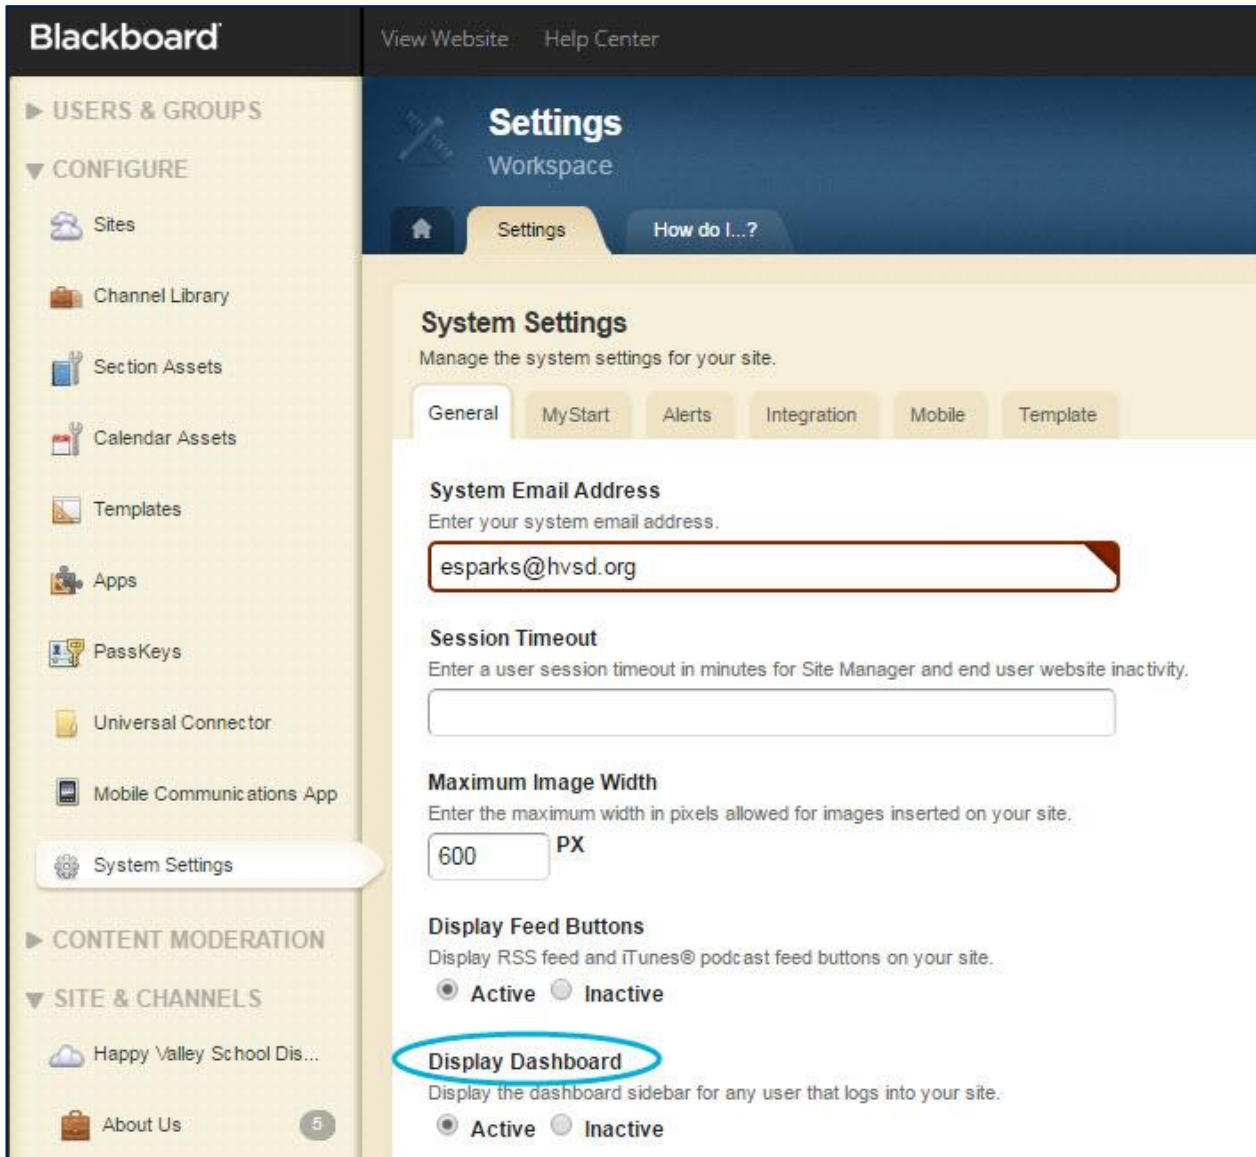 Blackboard
View Website Help Center
USERS & GROUPS
CONFIGURE
Sites
Channel Library
Section Assets
Calendar Assets
Templates
Apps
PassKeys
Universal Connector
Mobile Communications App
System Settings
CONTENT MODERATION
SITE & CHANNELS
Happy Valley School Dis...
About Us 5
Settings
Workspace
Settings How do I...?
System Settings
Manage the system settings for your site.
General MyStart Alerts Integration Mobile Template
System Email Address
Enter your system email address.
esparks@hvsd.org
Session Timeout
Enter a user session timeout in minutes for Site Manager and end user website inactivity.
Maximum Image Width
Enter the maximum width in pixels allowed for images inserted on your site.
600 PX
Display Feed Buttons
Display RSS feed and iTunes® podcast feed buttons on your site.
Active Inactive
Display Dashboard
Display the dashboard sidebar for any user that logs into your site.
Active Inactive